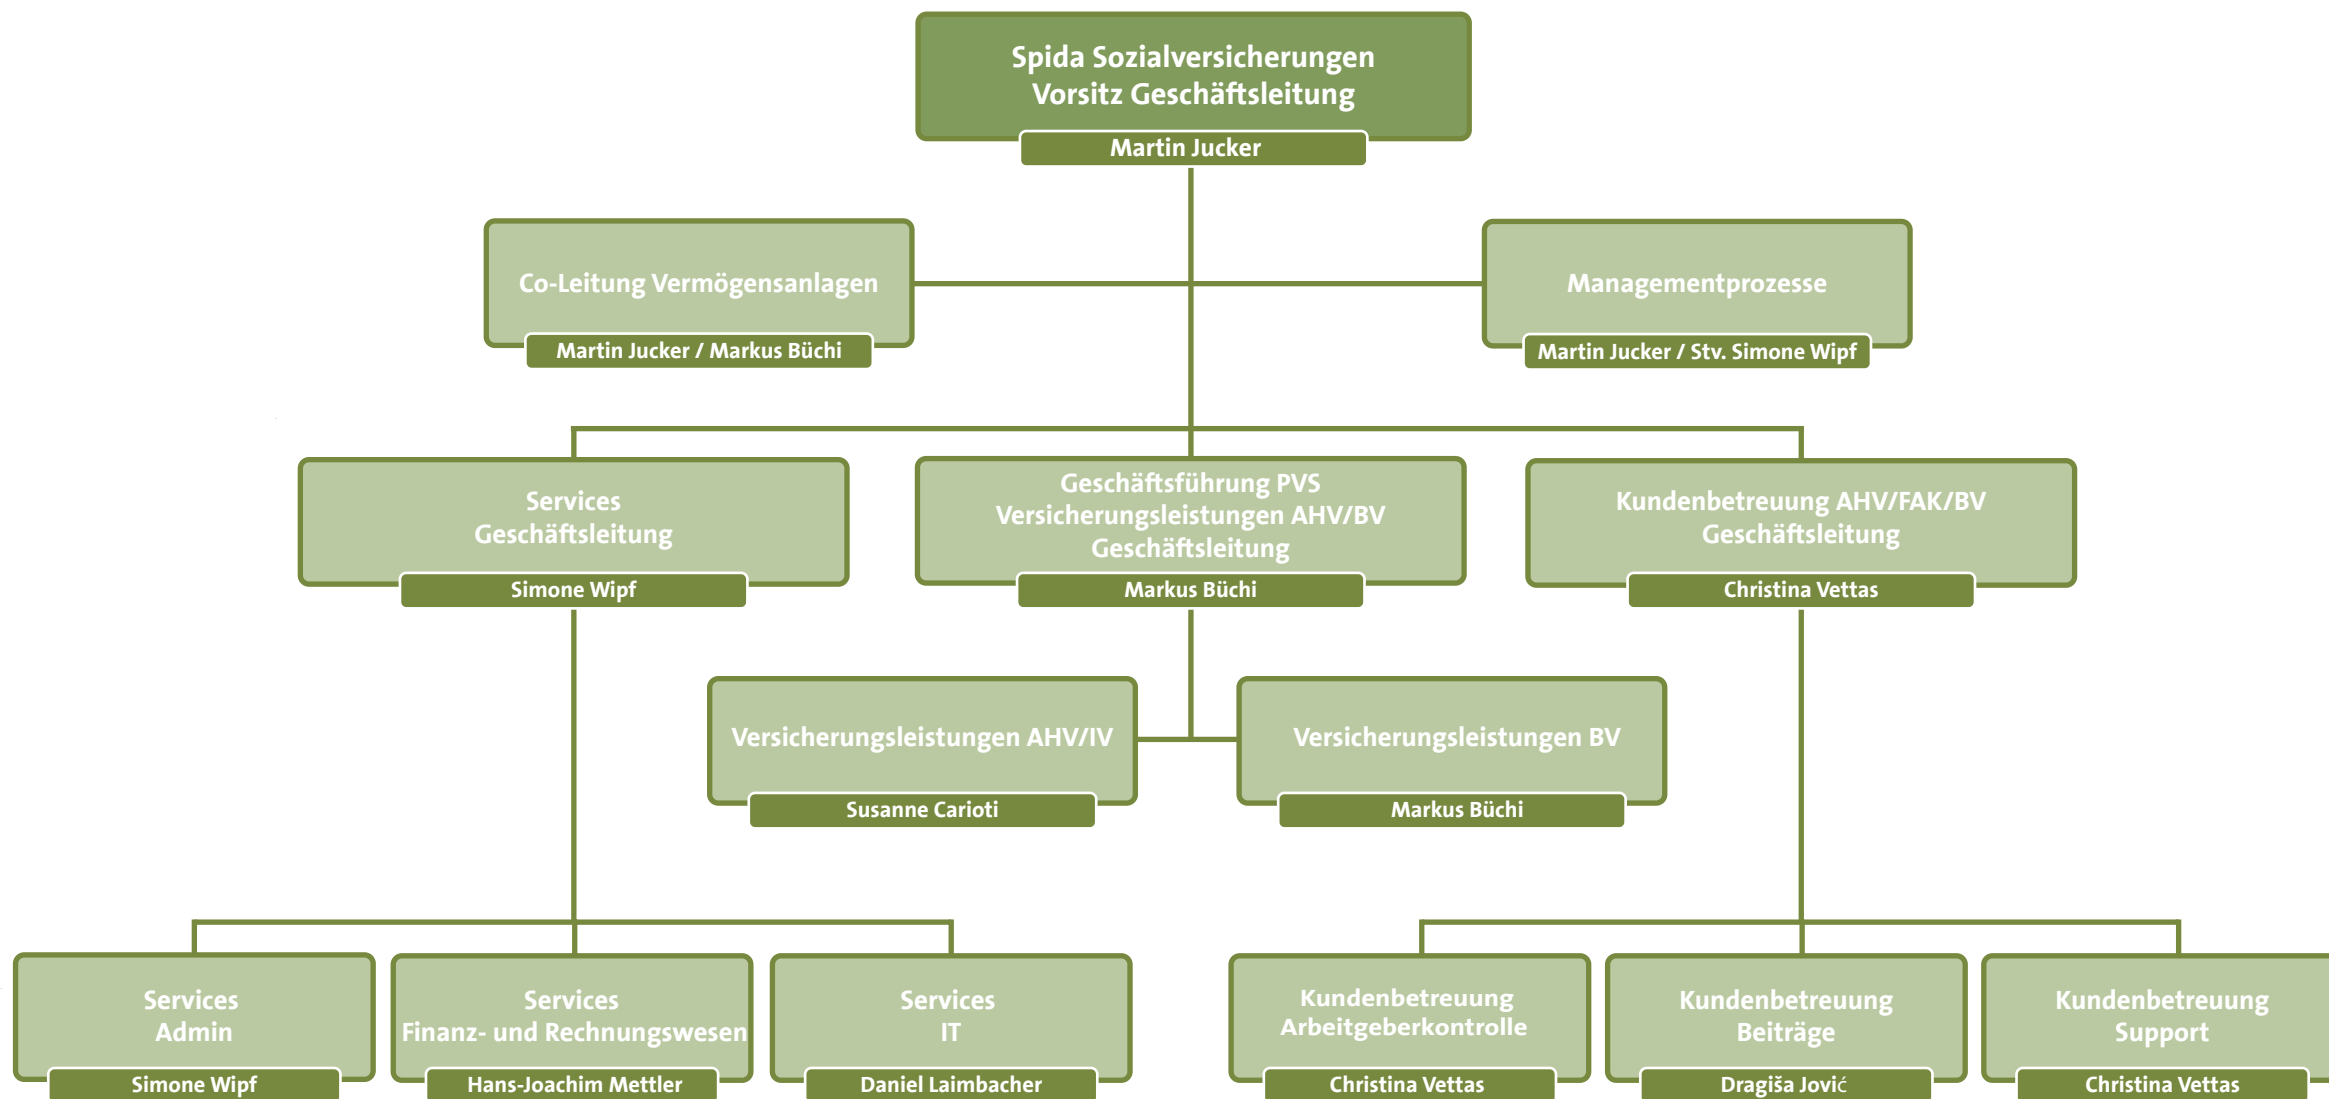 Spida Sozialversicherungen
Vorsitz Geschäftsleitung
Martin Jucker
Co-Leitung Vermögensanlagen
Martin Jucker / Markus Büchi
Managementprozesse
Martin Jucker / Stv. Simone Wipf
Services
Geschäftsleitung
Simone Wipf
Geschäftsführung PVS
Versicherungsleistungen AHV/BV
Geschäftsleitung
Markus Büchi
Kundenbetreuung AHV/FAK/BV
Geschäftsleitung
Christina Vettas
Versicherungsleistungen AHV/IV
Susanne Carioti
Versicherungsleistungen BV
Markus Büchi
Services
Admin
Simone Wipf
Services
Finanz- und Rechnungswesen
Hans-Joachim Mettler
Services
IT
Daniel Laimbacher
Kundenbetreuung
Arbeitgeberkontrolle
Christina Vettas
Kundenbetreuung
Beiträge
Dragiša Jović
Kundenbetreuung
Support
Christina Vettas